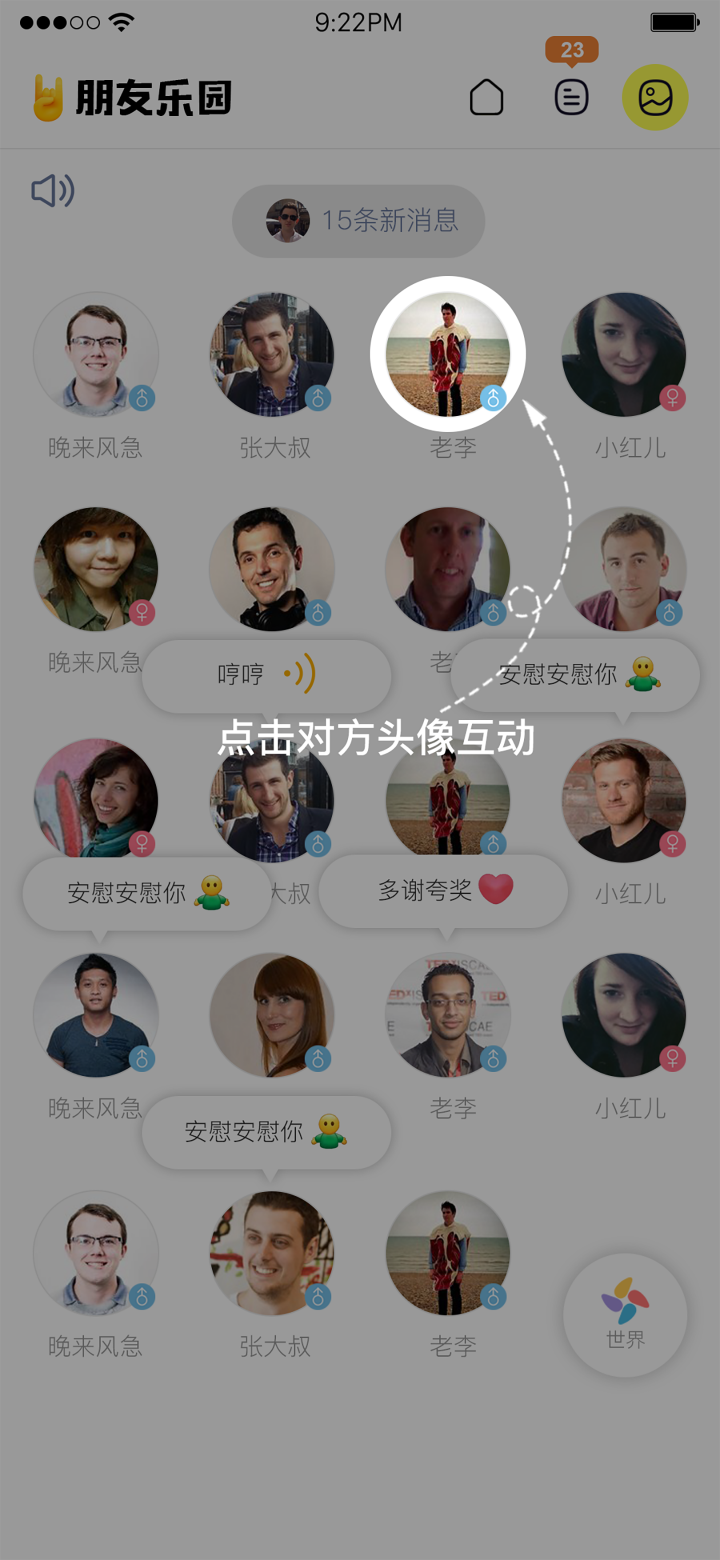 9:22PM
23
朋友乐园
15条新消息
晚来风急
张大叔
老李
小红儿
晚来风急
老
哼哼
安慰安慰你
点击对方头像互动
安慰安慰你
大叔
多谢夸奖
小红儿
TEDxISCAE
晚来风急
老李
小红儿
安慰安慰你
晚来风急
张大叔
老李
世界